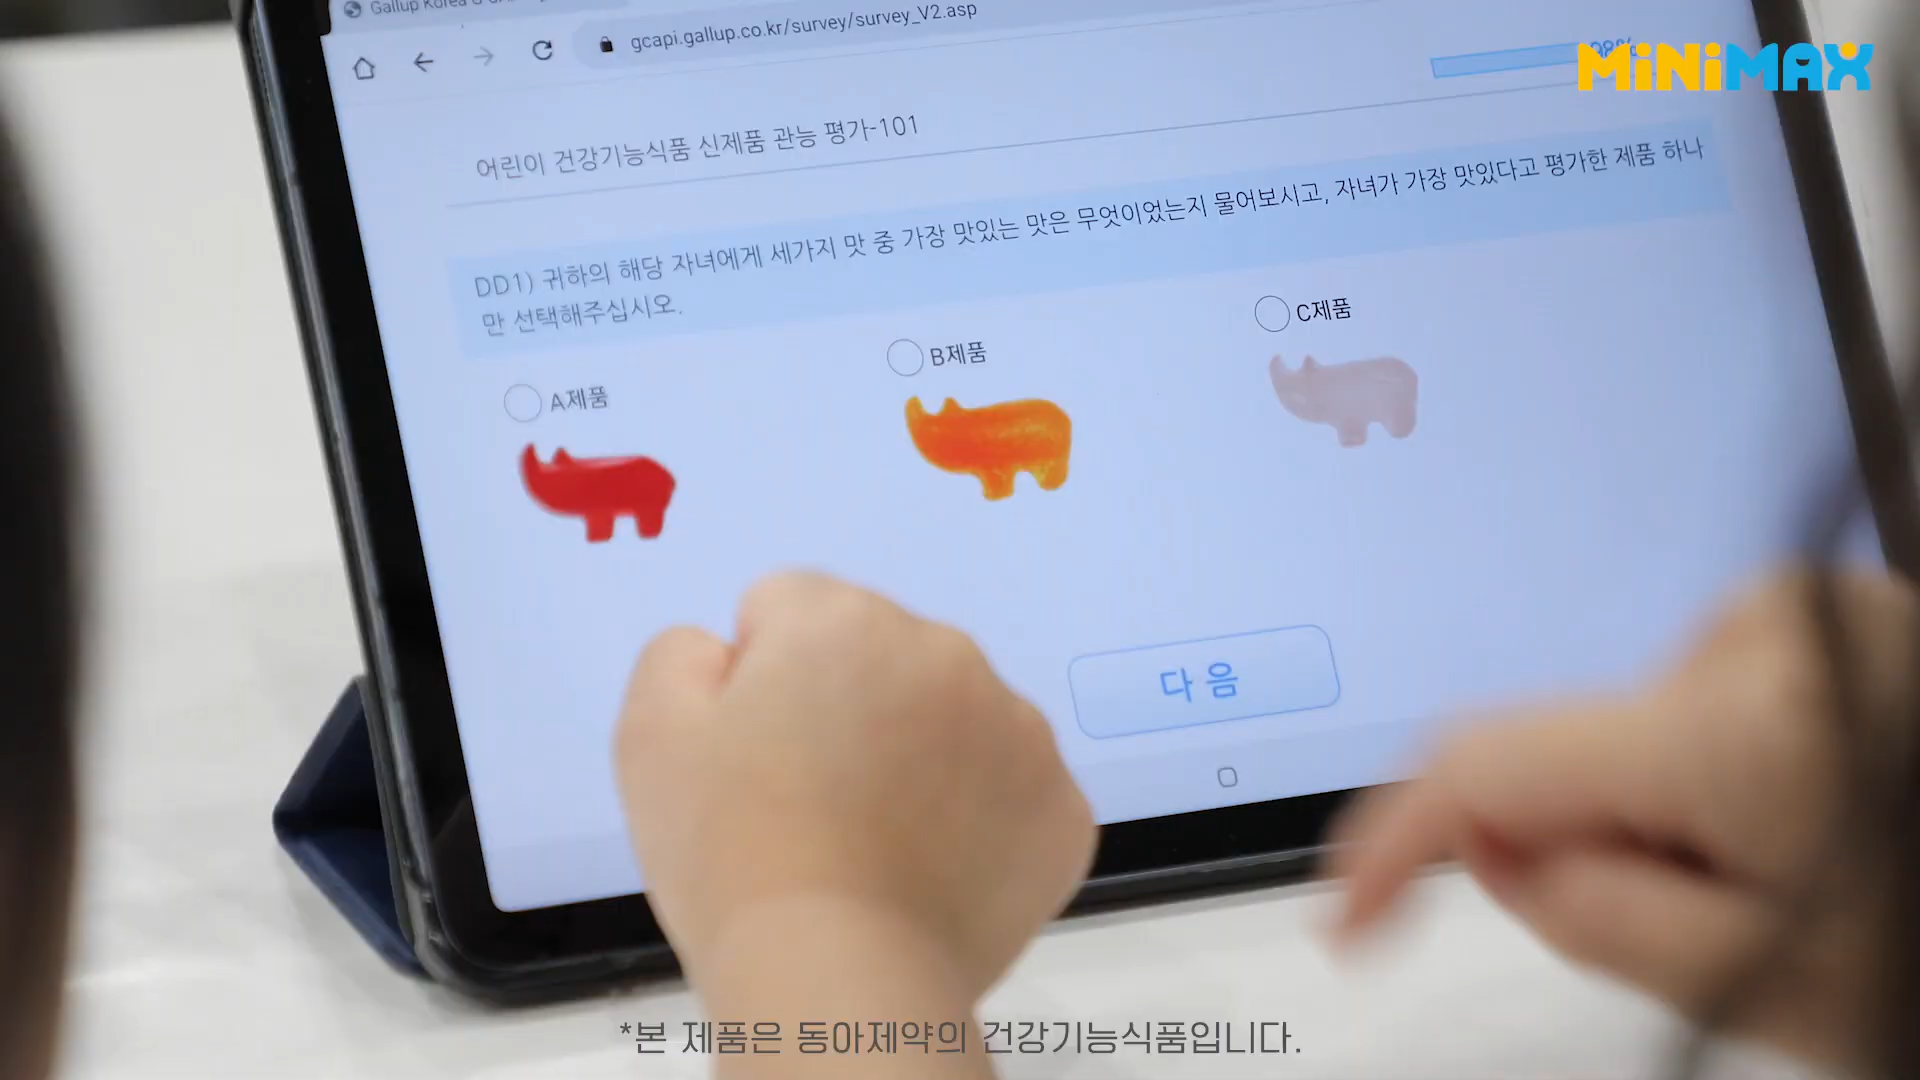 Gallup Korea
gcapi.gallup.co.kr/survey/survey_V2.asp
98%
MiNiMAX
어린이 건강기능식품 신제품 관능 평가-101
DD1) 귀하의 해당 자녀에게 세가지 맛 중 가장 맛있는 맛은 무엇이었는지 물어보시고, 자녀가 가장 맛있다고 평가한 제품 하나
만 선택해주십시오.
A제품
B제품
C제품
다음
*본 제품은 동아제약의 건강기능식품입니다.